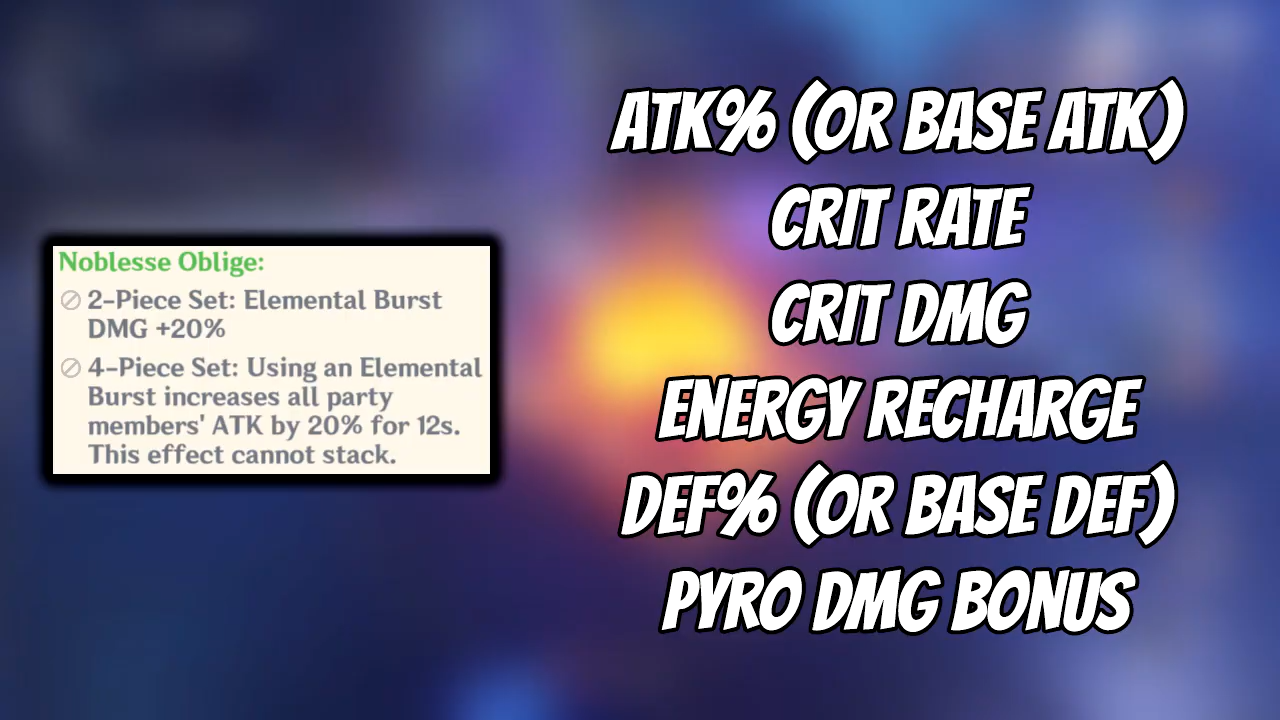 Noblesse Oblige:
2-Piece Set: Elemental Burst
DMG +20%
4-Piece Set: Using an Elemental
Burst increases all party
members' ATK by 20% for 12s.
This effect cannot stack.
ATK% (OR BASE ATK)
CRIT RATE
CRIT DMG
ENERGY RECHARGE
DEF% (OR BASE DEF)
PYRO DMG BONUS